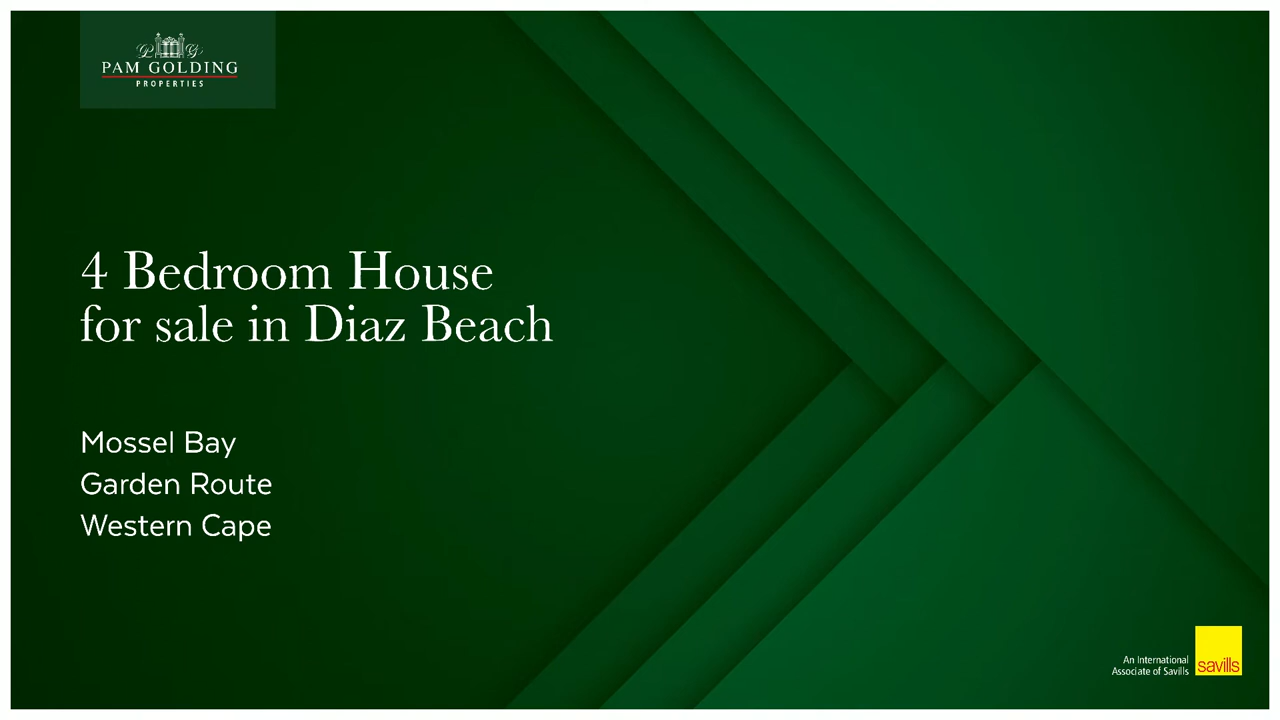 PAM GOLDING
PROPERTIES
4 Bedroom House
for sale in Diaz Beach
Mossel Bay
Garden Route
Western Cape
An International
Associate of Savills
savills